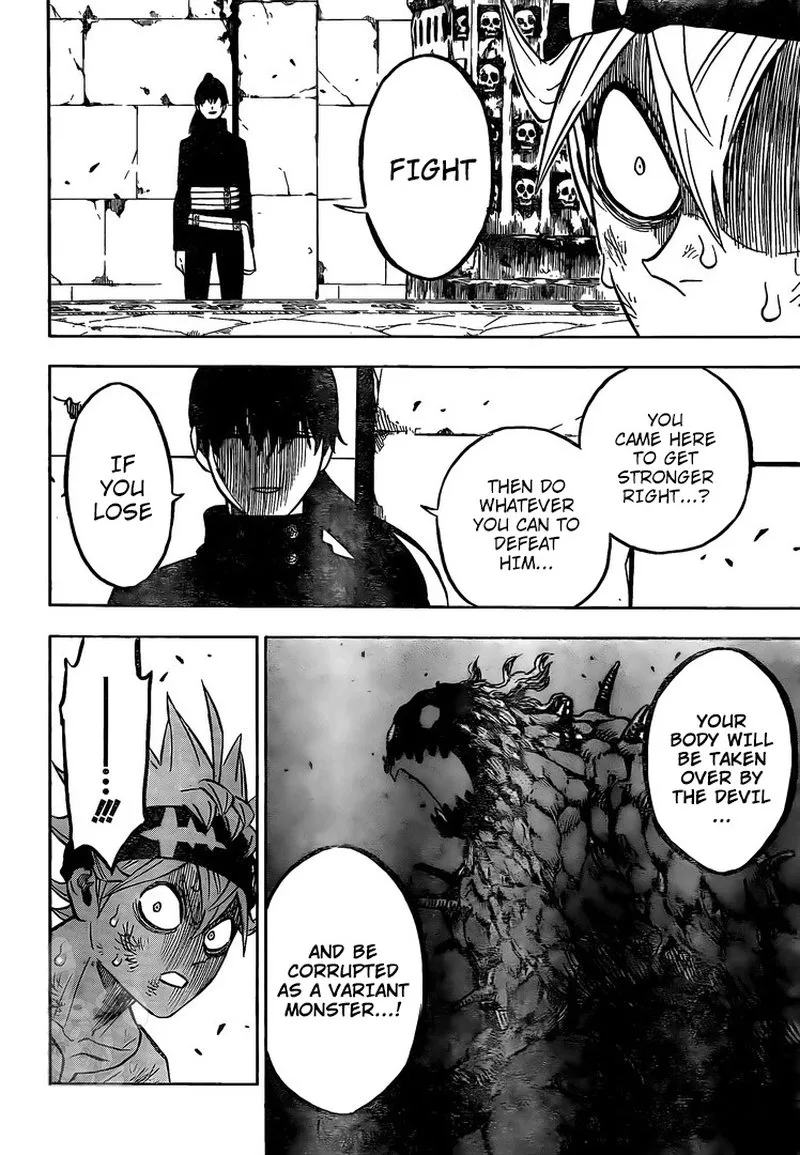 FIGHT
YOU
CAME HERE
TO GET
STRONGER
RIGHT...?
THEN DO
WHATEVER
YOU CAN TO
DEFEAT
HIM...
IF
YOU
LOSE
YOUR
BODY WILL
BE TAKEN
OVER BY
THE DEVIL
...
AND BE
CORRUPTED
AS A VARIANT
MONSTER...!
...!!!